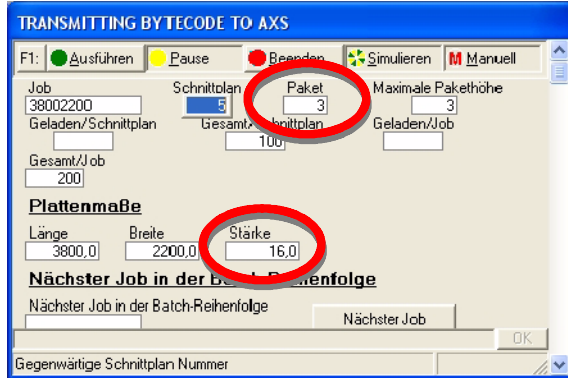 TRANSMITTING BYTECODE TO AXS
F1: Ausführen Pause Beenden Simulieren M Manuell
Job Schnittplan Paket Maximale Pakethöhe
38002200 5 3 3
Geladen/Schnittplan Gesamt/Schnittplan Geladen/Job
100
Gesamt/Job
200
Plattenmaße
Länge Breite Stärke
3800,0 2200,0 16,0
Nächster Job in der Batch-Reihenfolge
Nächster Job in der Batch-Reihenfolge
Nächster Job
OK
Gegenwärtige Schnittplan Nummer